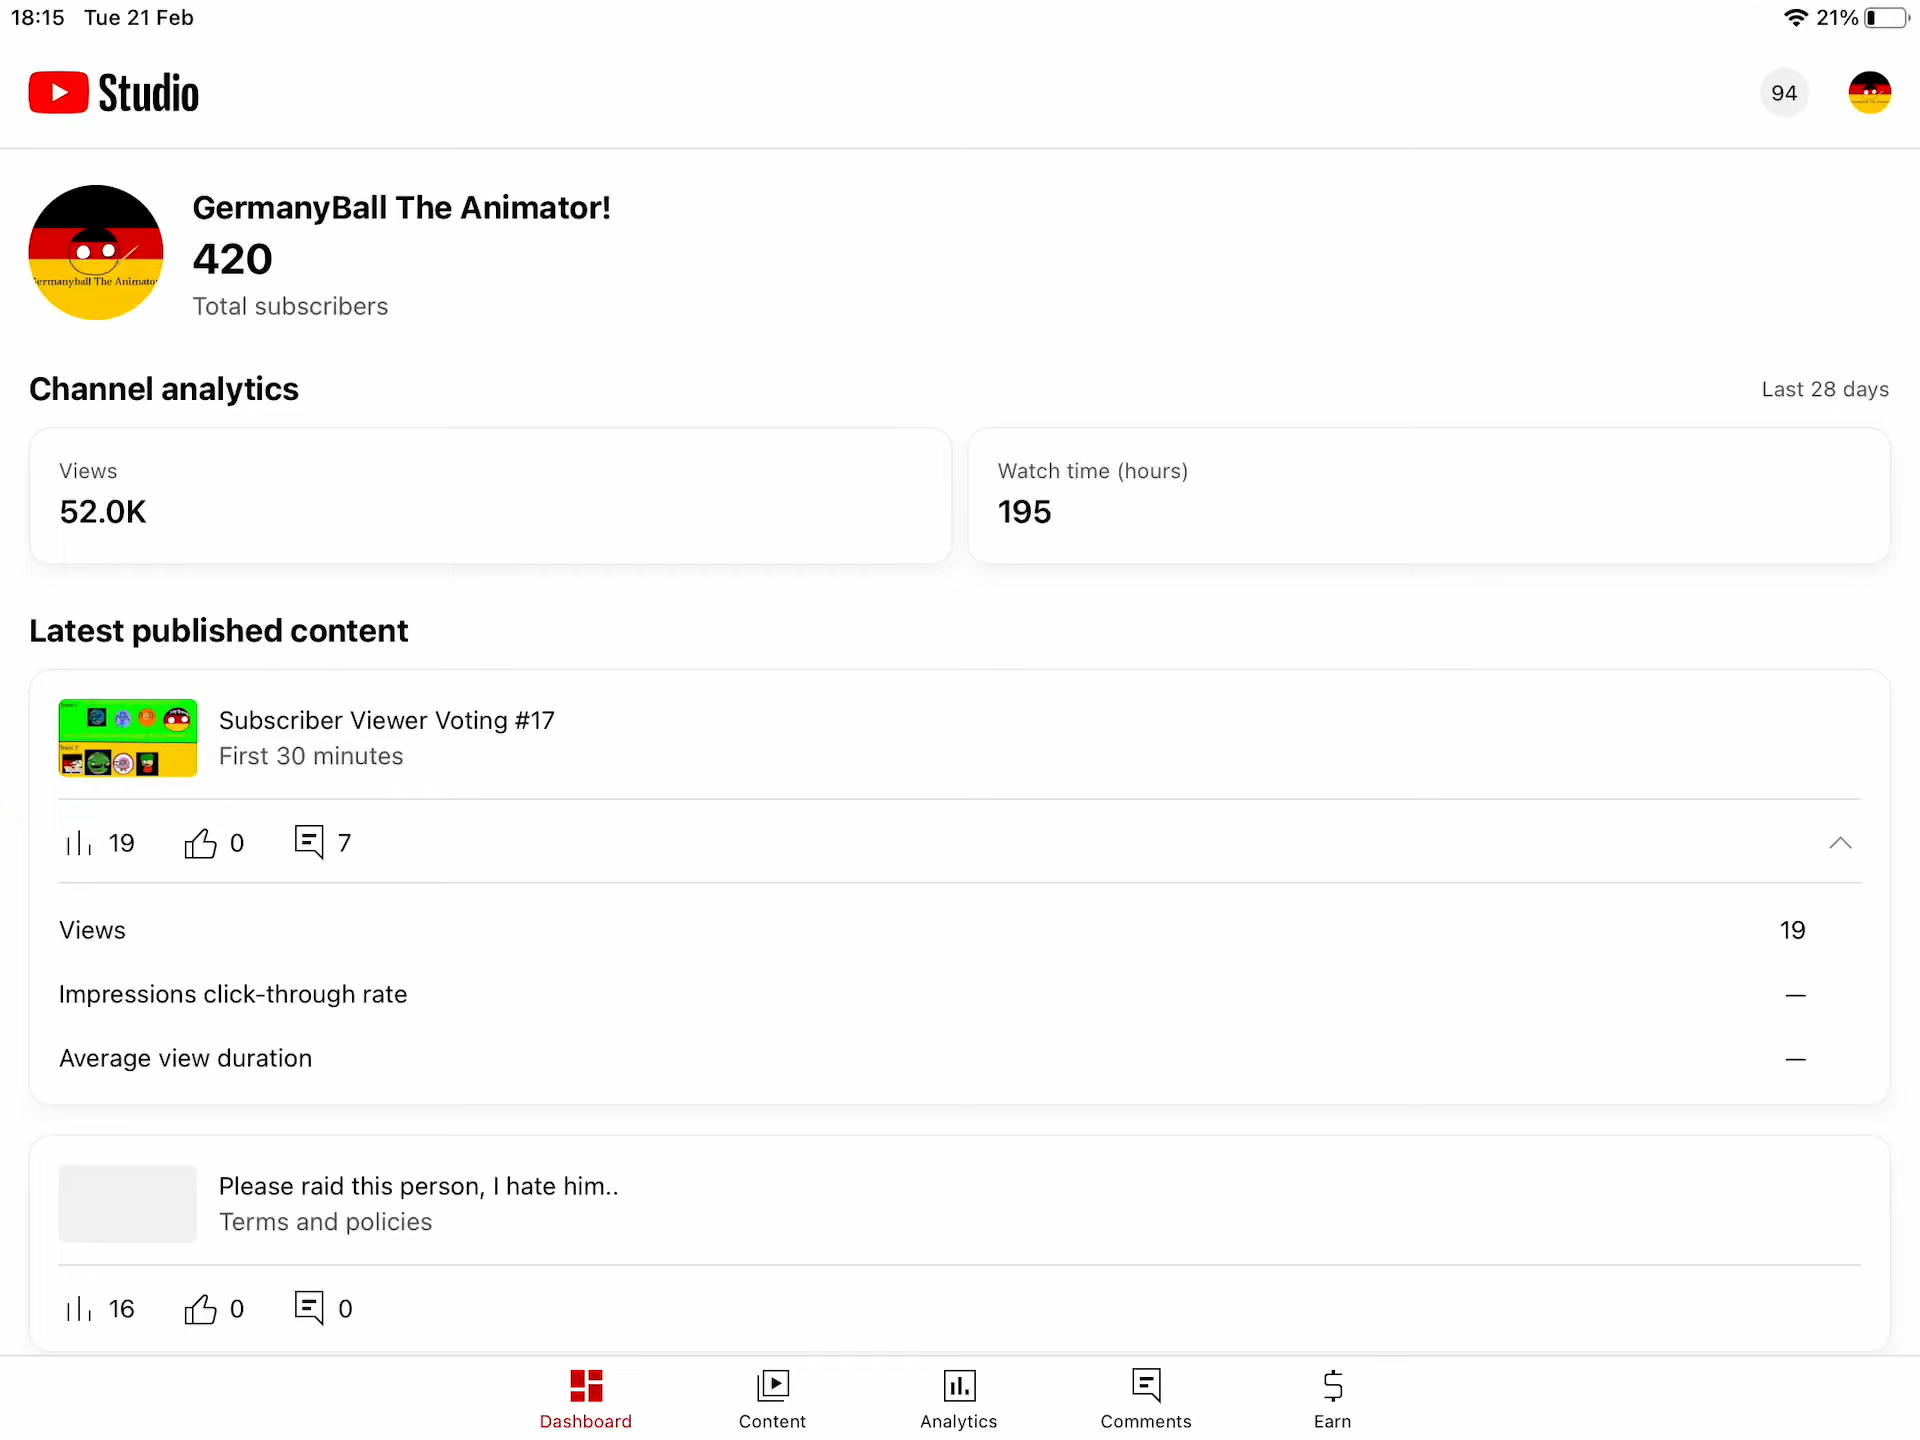 18:15 Tue 21 Feb
21%
Studio
94
GermanyBall The Animator!
420
Total subscribers
ermanyball The Animato
Channel analytics
Last 28 days
Views
52.0K
Watch time (hours)
195
Latest published content
Subscriber Viewer Voting #17
First 30 minutes
19
0
7
Views
19
Impressions click-through rate
—
Average view duration
—
Please raid this person, I hate him..
Terms and policies
16
0
0
Dashboard
Content
Analytics
Comments
Earn